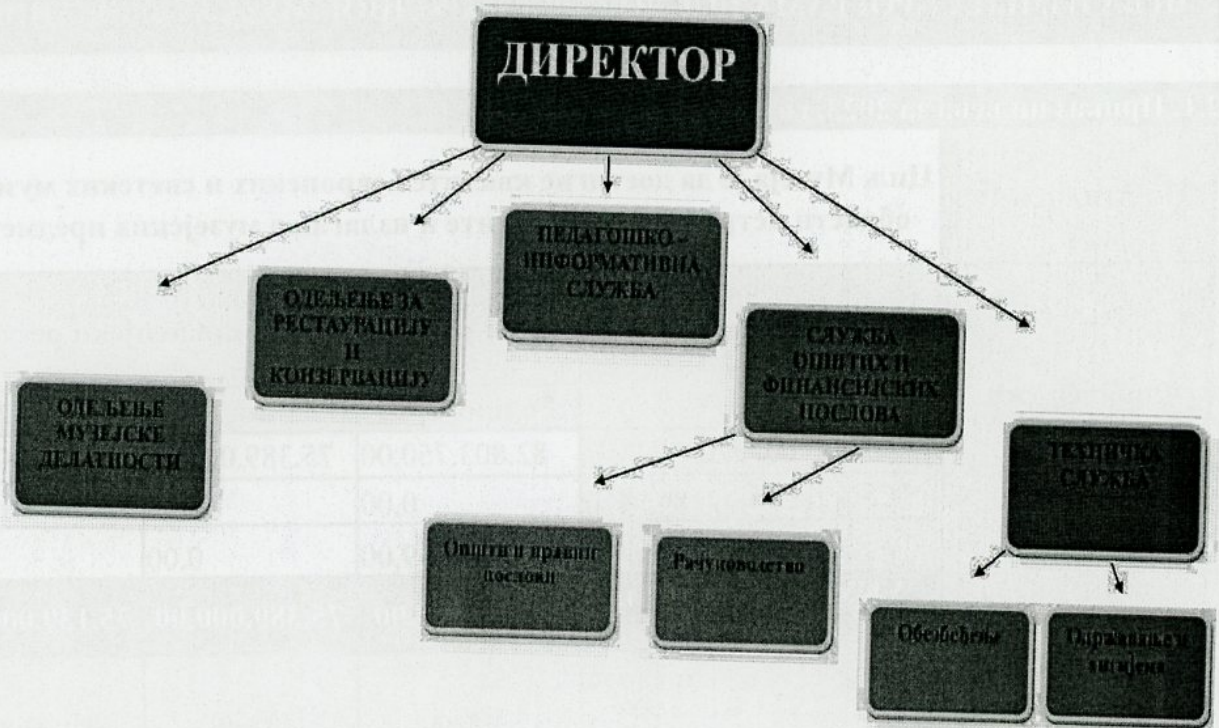 ДИРЕКТОР
ПЕДАГОШКО -
ИНФОРМАТИВНА
СЛУЖБА
ОДЕЉЕЊЕ ЗА
РЕСТАУРАЦИЈУ
И
КОНЗЕРВАЦИЈУ
СЛУЖБА
ОПШТИХ И
ФИНАНСИЈСКИХ
ПОСЛОВА
ОДЕЉЕЊЕ
МУЗЕЈСКЕ
ДЕЛАТНОСТИ
ТЕХНИЧКА
СЛУЖБА
Општи и правни
послови
Рачуноводство
Обезбеђење
Одржавање и
хигијена